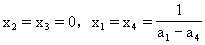 x₂ = x₃ = 0, x₁ = x₄ = 1/(a₁ − a₄)